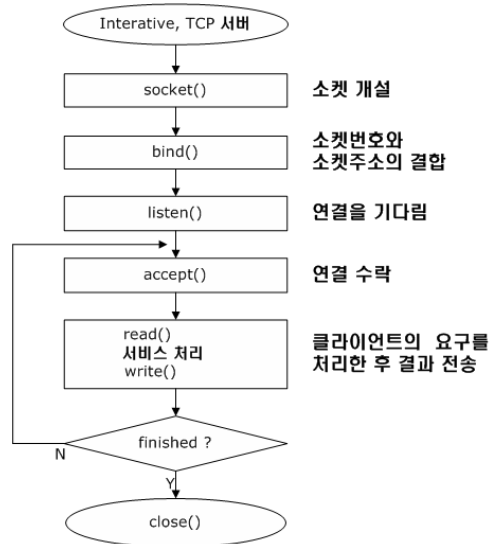 Interative, TCP 서버
socket()
소켓 개설
bind()
소켓번호와
소켓주소의 결합
listen()
연결을 기다림
accept()
연결 수락
read()
서비스 처리
write()
클라이언트의 요구를
처리한 후 결과 전송
finished ?
N
Y
close()